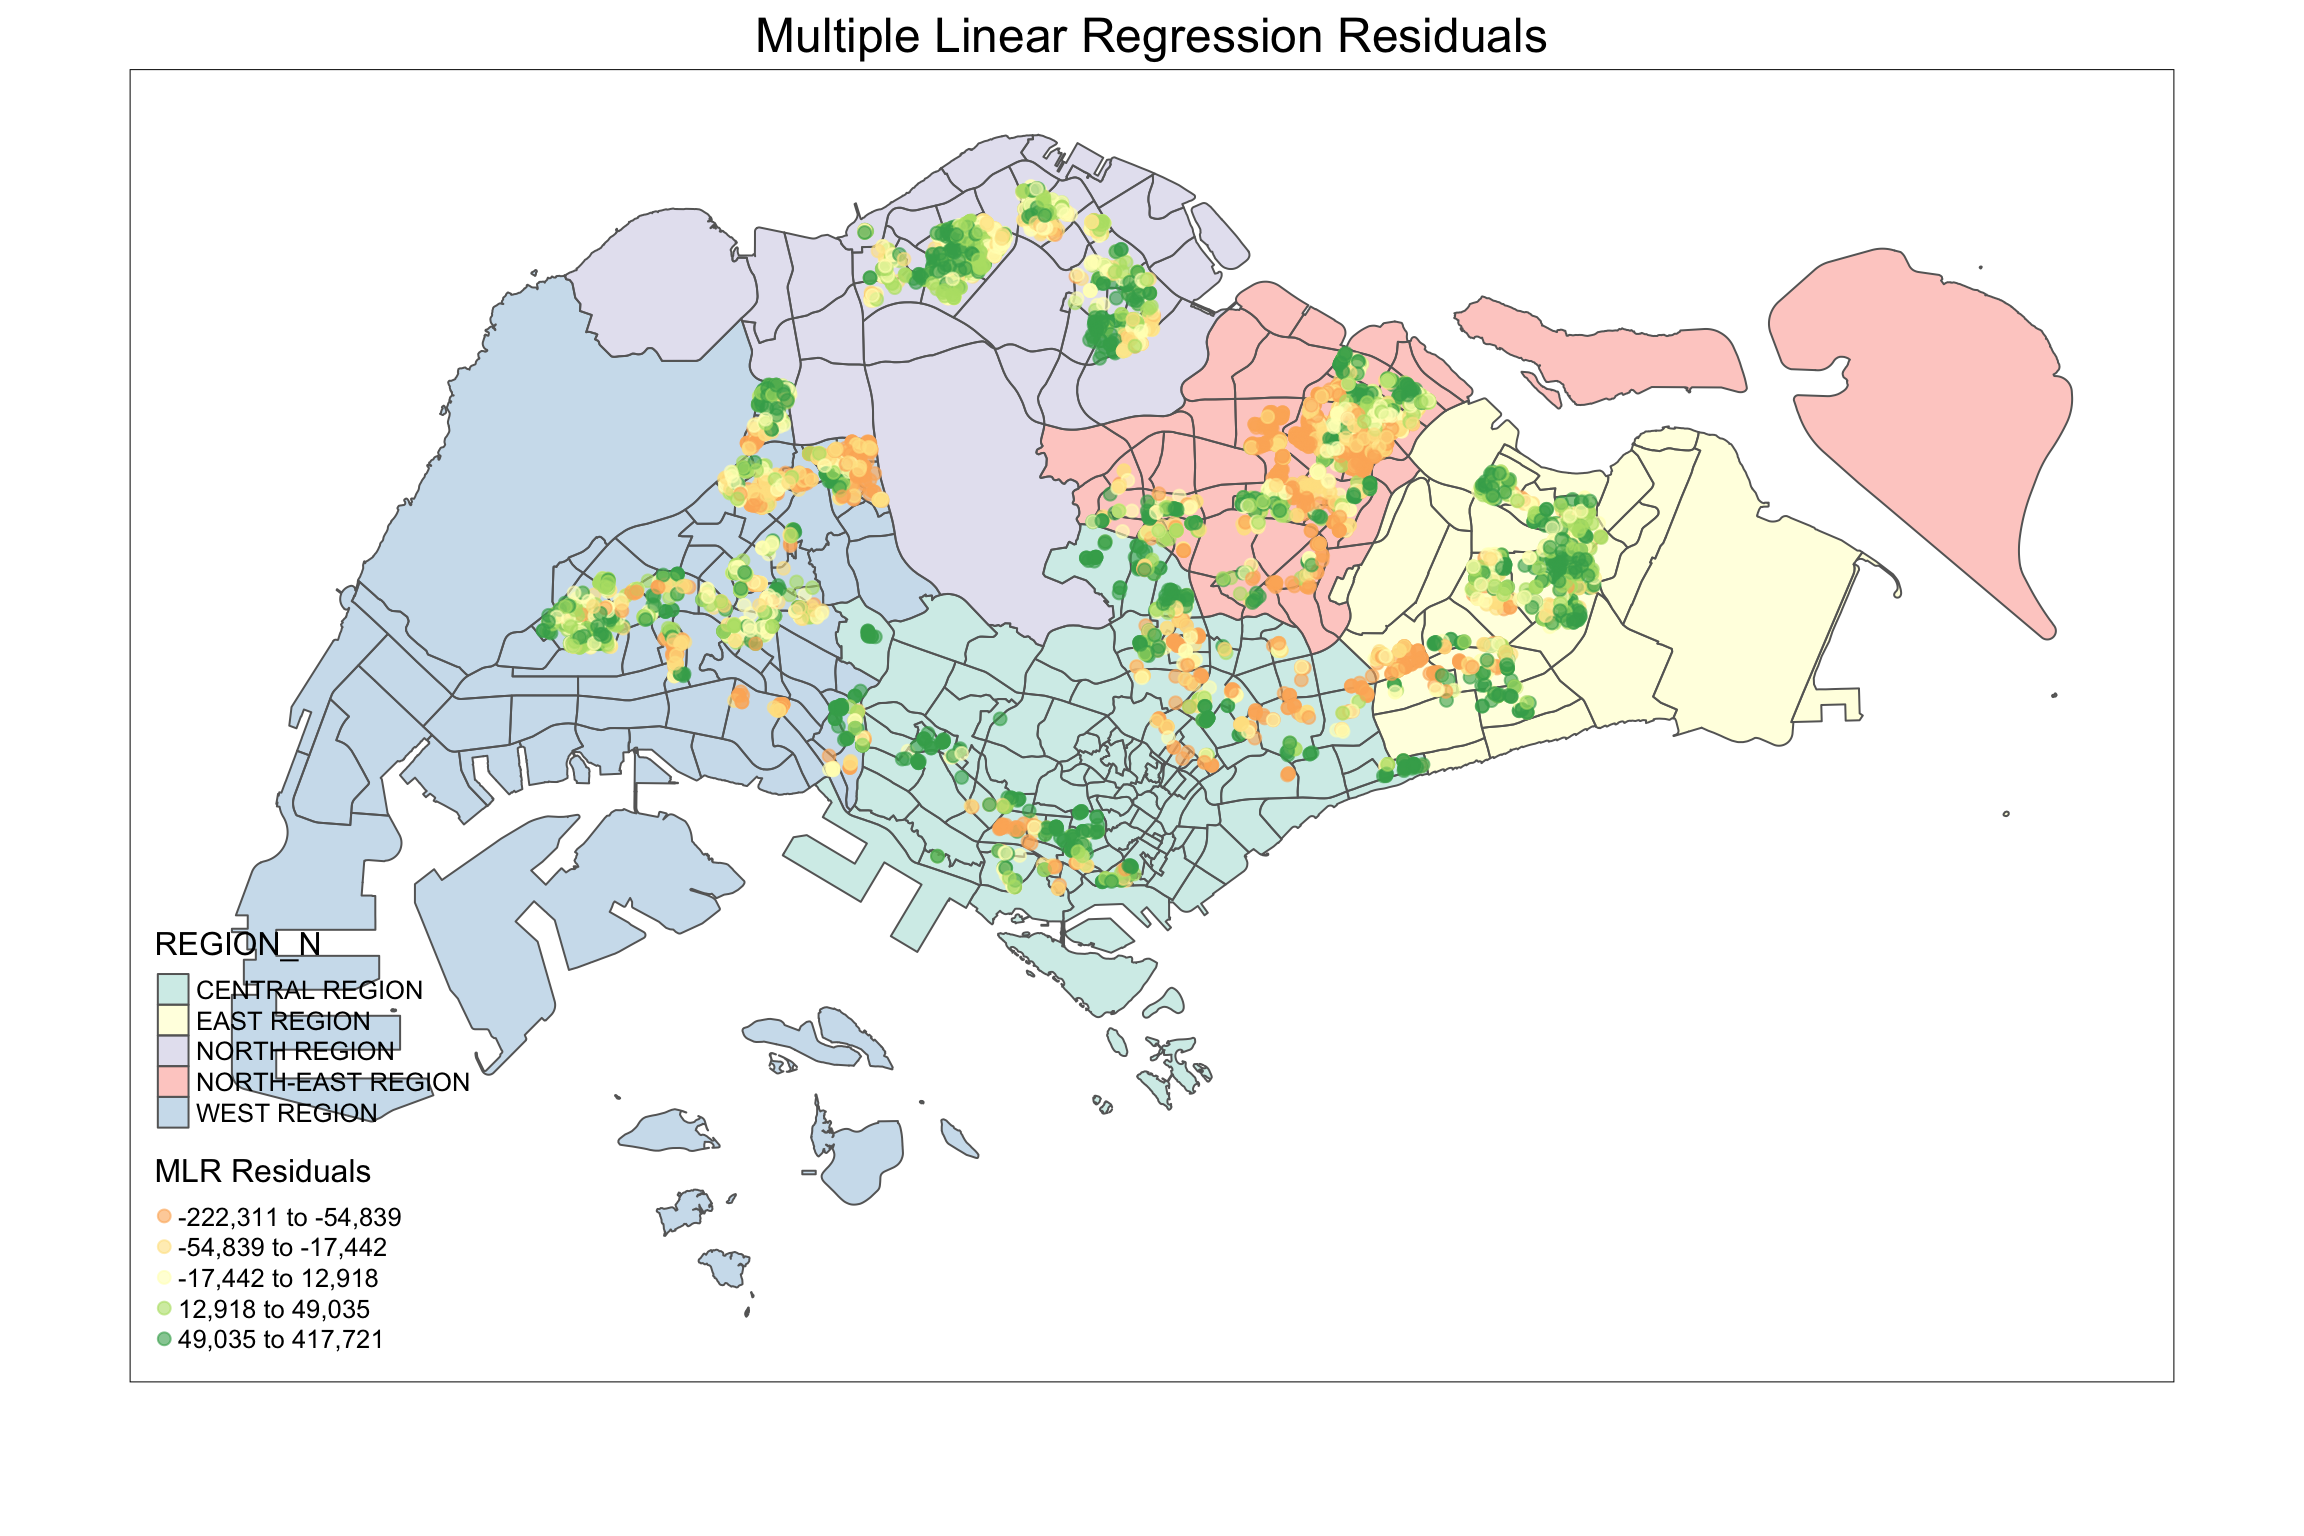 Multiple Linear Regression Residuals
REGION_N
CENTRAL REGION
EAST REGION
NORTH REGION
NORTH-EAST REGION
WEST REGION
MLR Residuals
-222,311 to -54,839
-54,839 to -17,442
-17,442 to 12,918
12,918 to 49,035
49,035 to 417,721